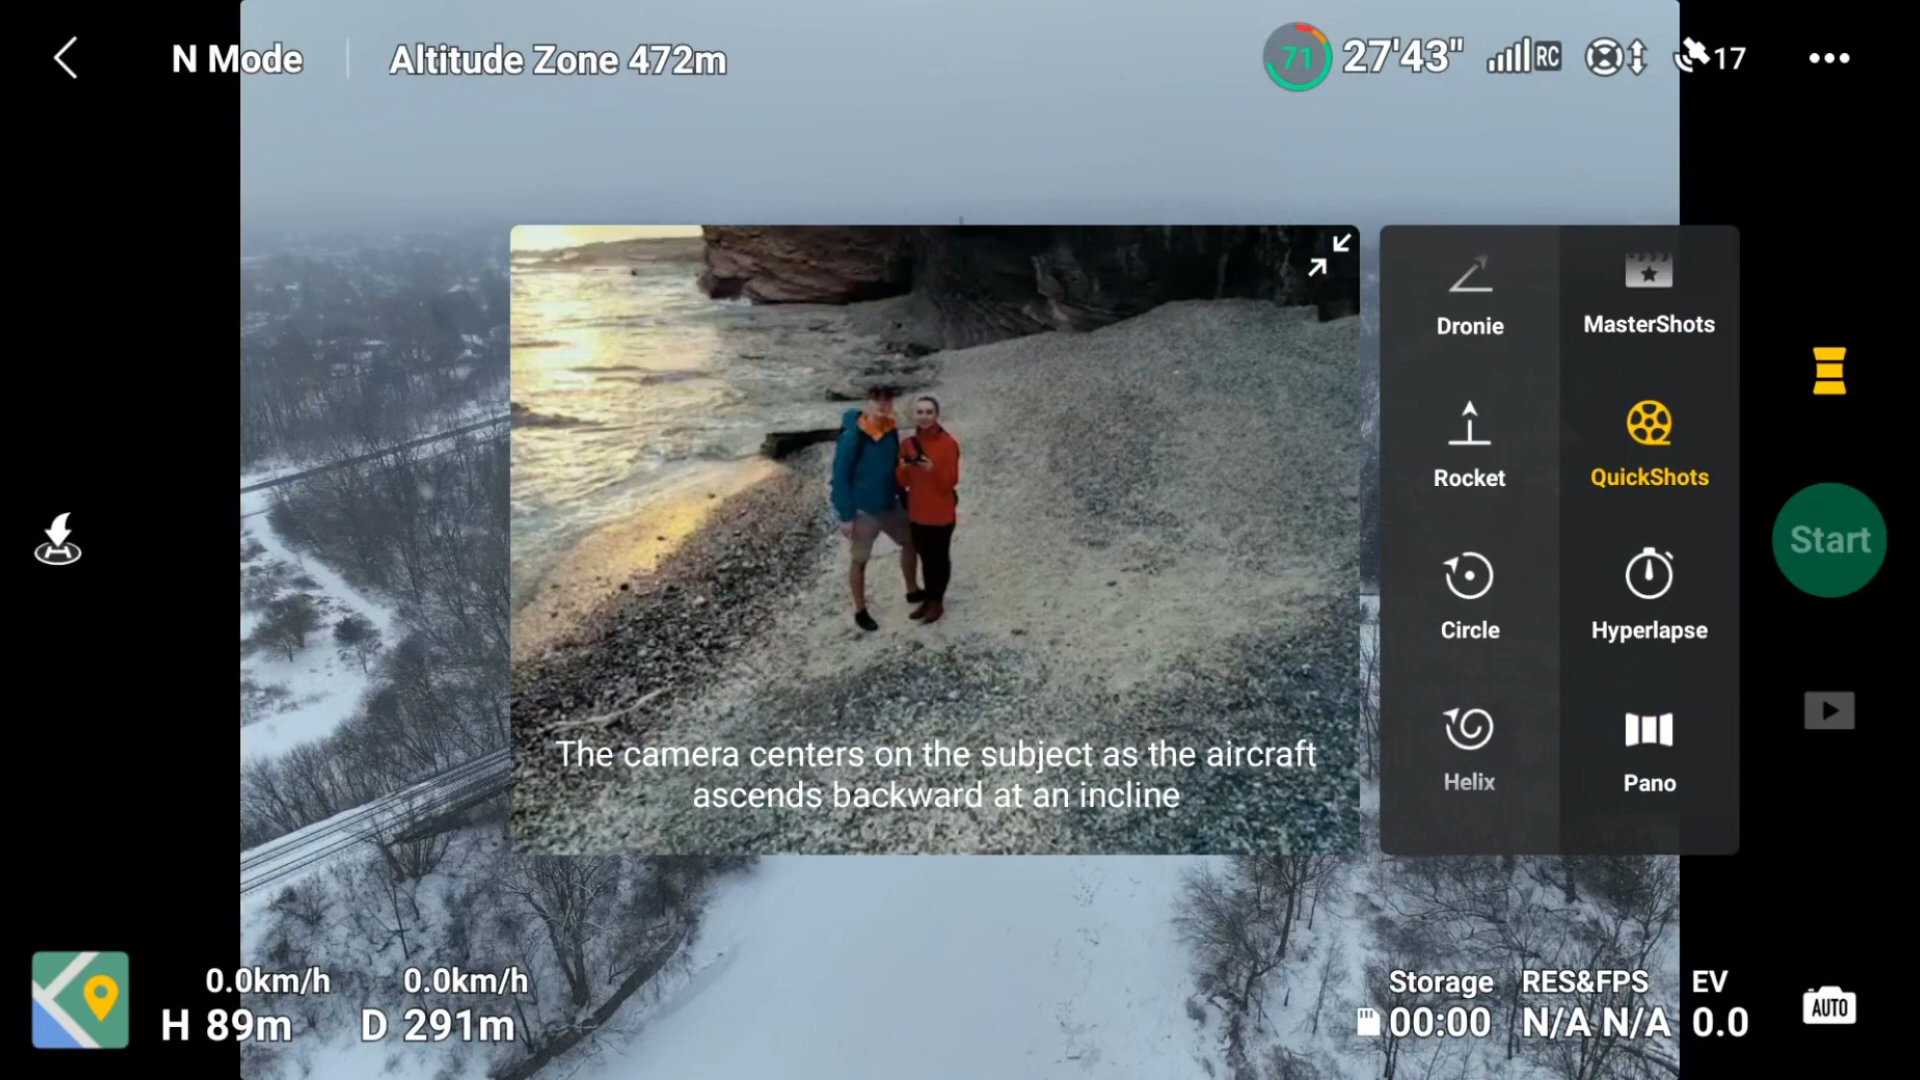 N Mode
Altitude Zone 472m
71
27'43"
RC
17
Dronie
MasterShots
Rocket
QuickShots
Start
Circle
Hyperlapse
The camera centers on the subject as the aircraft
ascends backward at an incline
Helix
Pano
0.0km/h 0.0km/h
H 89m D 291m
Storage RES&FPS EV
00:00 N/A N/A 0.0
AUTO